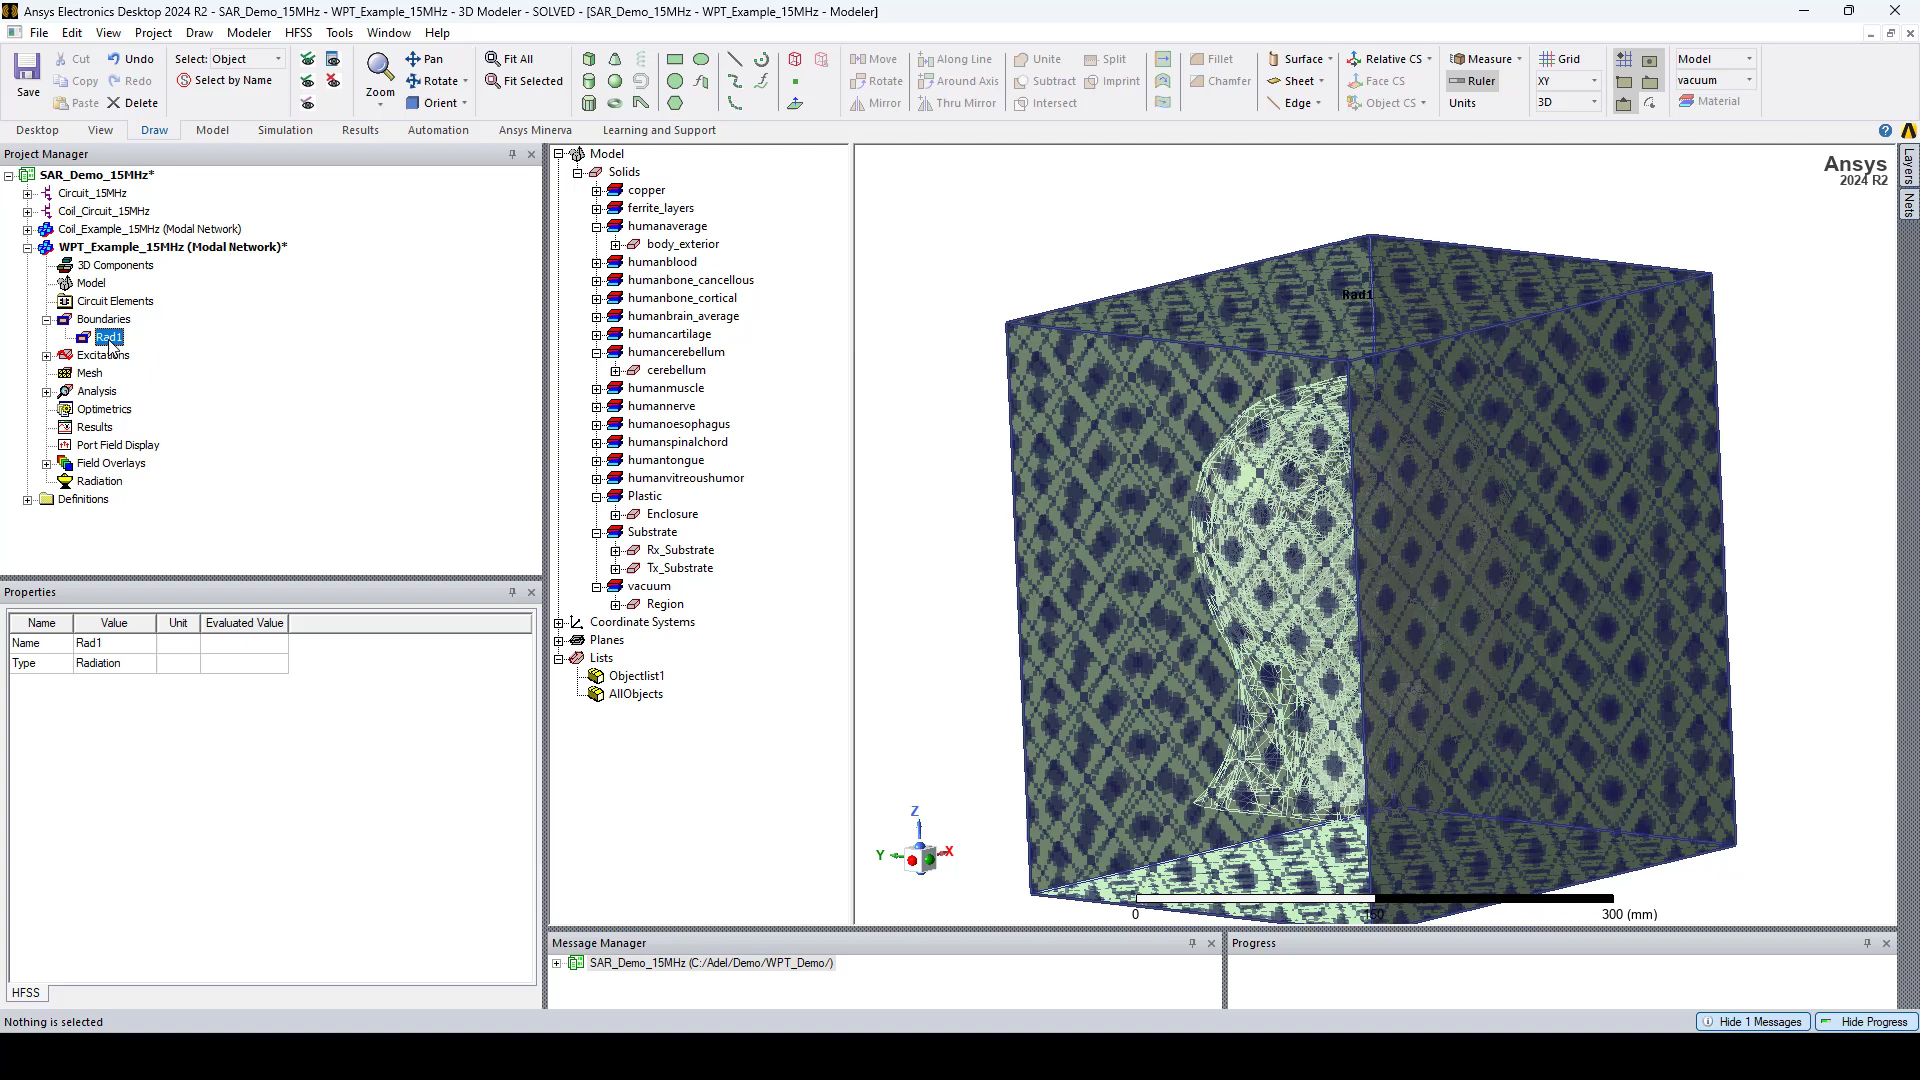 Ansys Electronics Desktop 2024 R2 - SAR_Demo_15MHz - WPT_Example_15MHz - 3D Modeler - SOLVED - [SAR_Demo_15MHz - WPT_Example_15MHz - Modeler]
File Edit View Project Draw Modeler HFSS Tools Window Help
Save
Cut Undo
Copy Redo
Paste Delete
Select: Object
Select by Name
Zoom
Pan
Rotate
Orient
Fit All
Fit Selected
Move Along Line
Rotate Around Axis
Mirror Thru Mirror
Unite Split
Subtract Imprint
Intersect
Fillet
Chamfer
Surface
Sheet
Edge
Relative CS
Face CS
Object CS
Measure
Ruler
Units
Grid
XY
3D
Model
vacuum
Material
Desktop View Draw Model Simulation Results Automation Ansys Minerva Learning and Support
Project Manager
SAR_Demo_15MHz*
Circuit_15MHz
Coil_Circuit_15MHz
Coil_Example_15MHz (Modal Network)
WPT_Example_15MHz (Modal Network)*
3D Components
Model
Circuit Elements
Boundaries
Rad1
Excitations
Mesh
Analysis
Optimetrics
Results
Port Field Display
Field Overlays
Radiation
Definitions
Properties
Name Value Unit Evaluated Value
Name Rad1
Type Radiation
HFSS
Model
Solids
copper
ferrite_layers
humanaverage
body_exterior
humanblood
humanbone_cancellous
humanbone_cortical
humanbrain_average
humancartilage
humancerebellum
cerebellum
humanmuscle
humannerve
humanoesophagus
humanspinalchord
humantongue
humanvitreoushumor
Plastic
Enclosure
Substrate
Rx_Substrate
Tx_Substrate
vacuum
Region
Coordinate Systems
Planes
Lists
Objectlist1
AllObjects
Ansys
2024 R2
Rad1
Z
Y X
0 150 300 (mm)
Layers
Nets
Message Manager
SAR_Demo_15MHz (C:/Adel/Demo/WPT_Demo/)
Progress
Nothing is selected
Hide 1 Messages Hide Progress